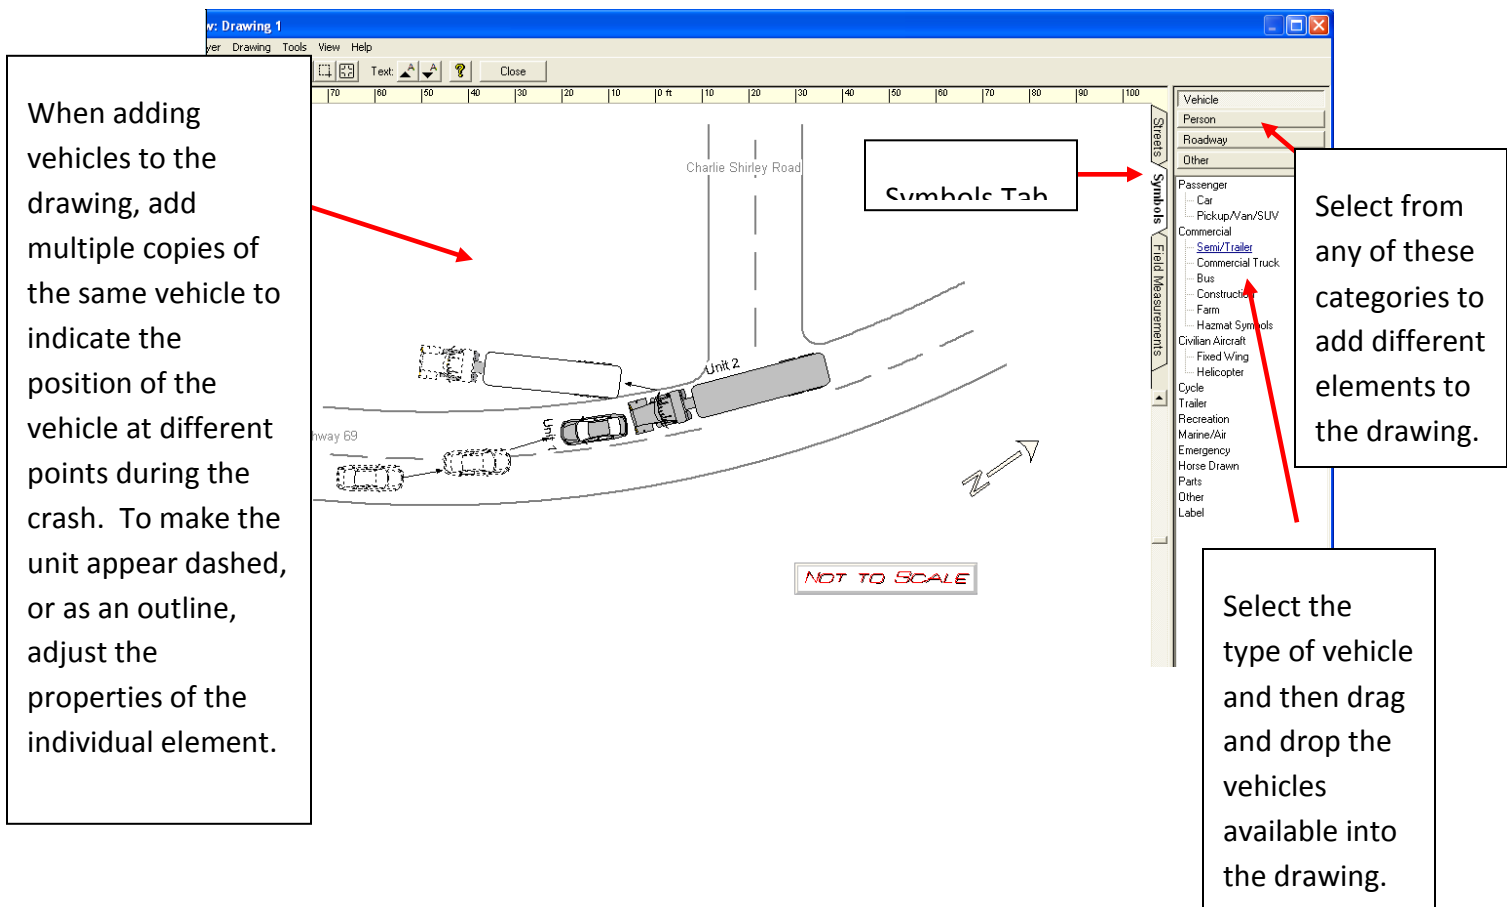 w: Drawing 1
yer Drawing Tools View Help
Text: A A ? Close
70 60 50 40 30 20 10 0 ft 10 20 30 40 50 60 70 80 90 100
When adding
vehicles to the
drawing, add
multiple copies of
the same vehicle to
indicate the
position of the
vehicle at different
points during the
crash. To make the
unit appear dashed,
or as an outline,
adjust the
properties of the
individual element.
Charlie Shirley Road
Unit 2
Unit 1
hway 69
N
NOT TO SCALE
Symbols Tab
Streets
Symbols
Field Measurements
Vehicle
Person
Roadway
Other
Passenger
Car
Pickup/Van/SUV
Commercial
Semi/Trailer
Commercial Truck
Bus
Construction
Farm
Hazmat Symbols
Civilian Aircraft
Fixed Wing
Helicopter
Cycle
Trailer
Recreation
Marine/Air
Emergency
Horse Drawn
Parts
Other
Label
Select from
any of these
categories to
add different
elements to
the drawing.
Select the
type of vehicle
and then drag
and drop the
vehicles
available into
the drawing.